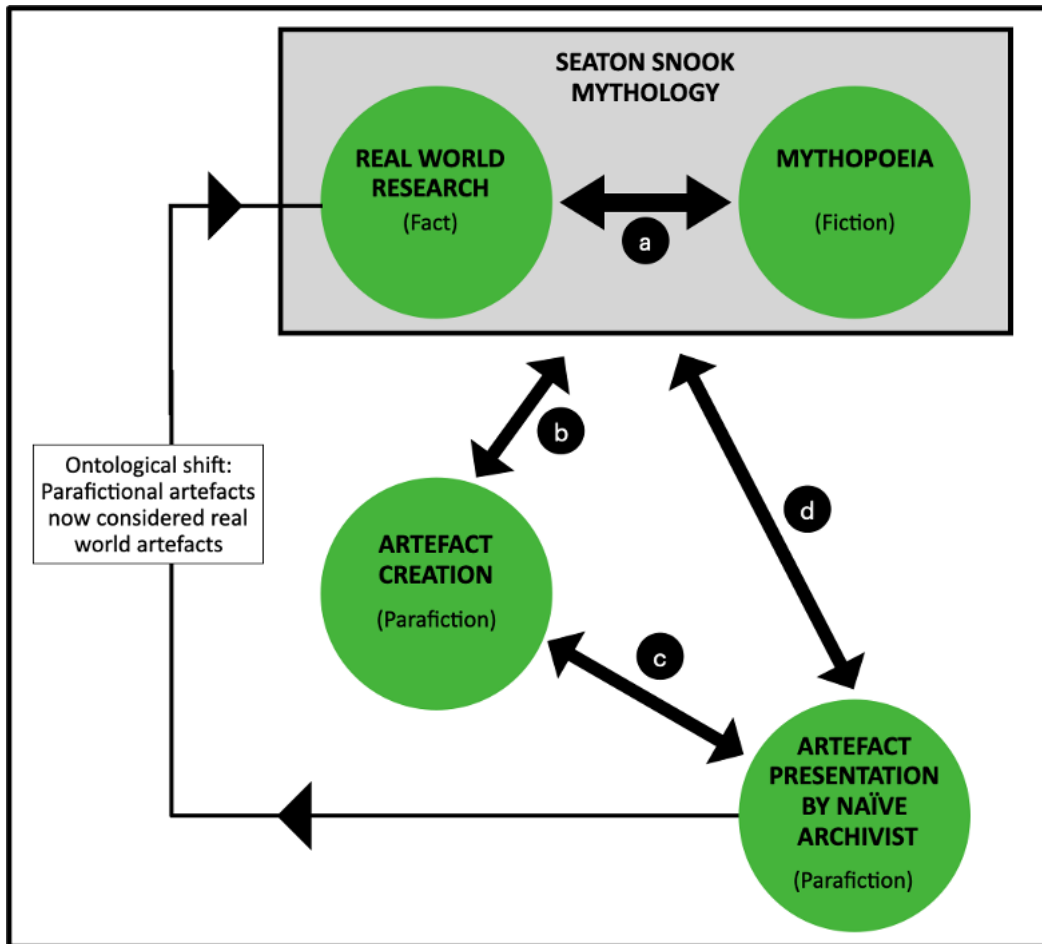 SEATON SNOOK
MYTHOLOGY
REAL WORLD
RESEARCH
(Fact)
MYTHOPOEIA
(Fiction)
a
b
Ontological shift:
Parafictional artefacts
now considered real
world artefacts
d
ARTEFACT
CREATION
(Parafiction)
c
ARTEFACT
PRESENTATION
BY NAÏVE
ARCHIVIST
(Parafiction)